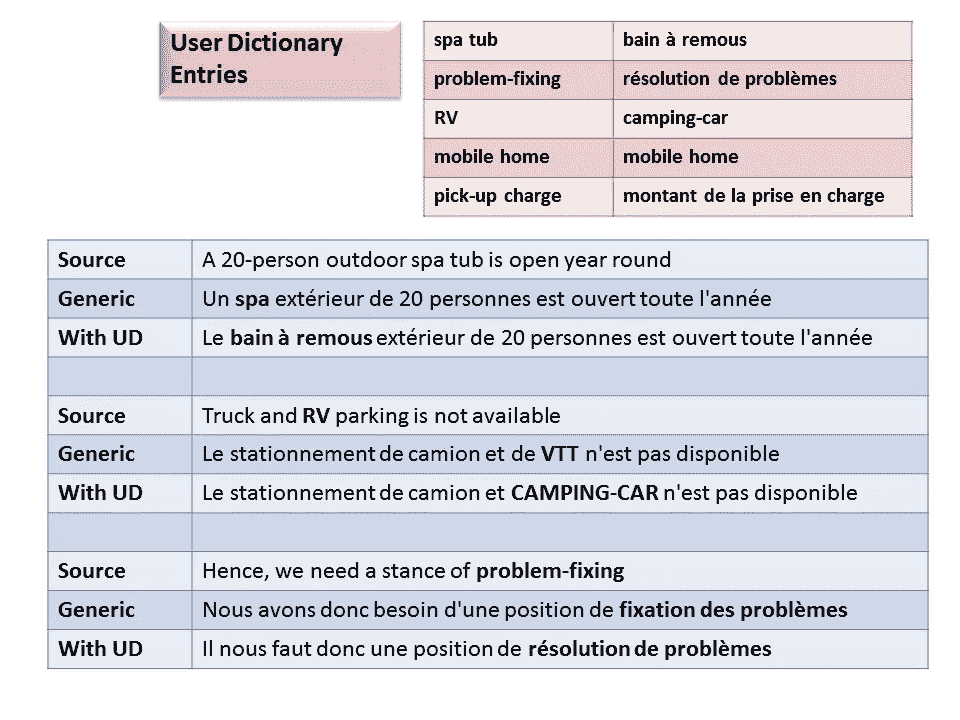 User Dictionary
Entries
spa tub bain à remous
problem-fixing résolution de problèmes
RV camping-car
mobile home mobile home
pick-up charge montant de la prise en charge
Source A 20-person outdoor spa tub is open year round
Generic Un spa extérieur de 20 personnes est ouvert toute l'année
With UD Le bain à remous extérieur de 20 personnes est ouvert toute l'année
Source Truck and RV parking is not available
Generic Le stationnement de camion et de VTT n'est pas disponible
With UD Le stationnement de camion et CAMPING-CAR n'est pas disponible
Source Hence, we need a stance of problem-fixing
Generic Nous avons donc besoin d'une position de fixation des problèmes
With UD Il nous faut donc une position de résolution de problèmes